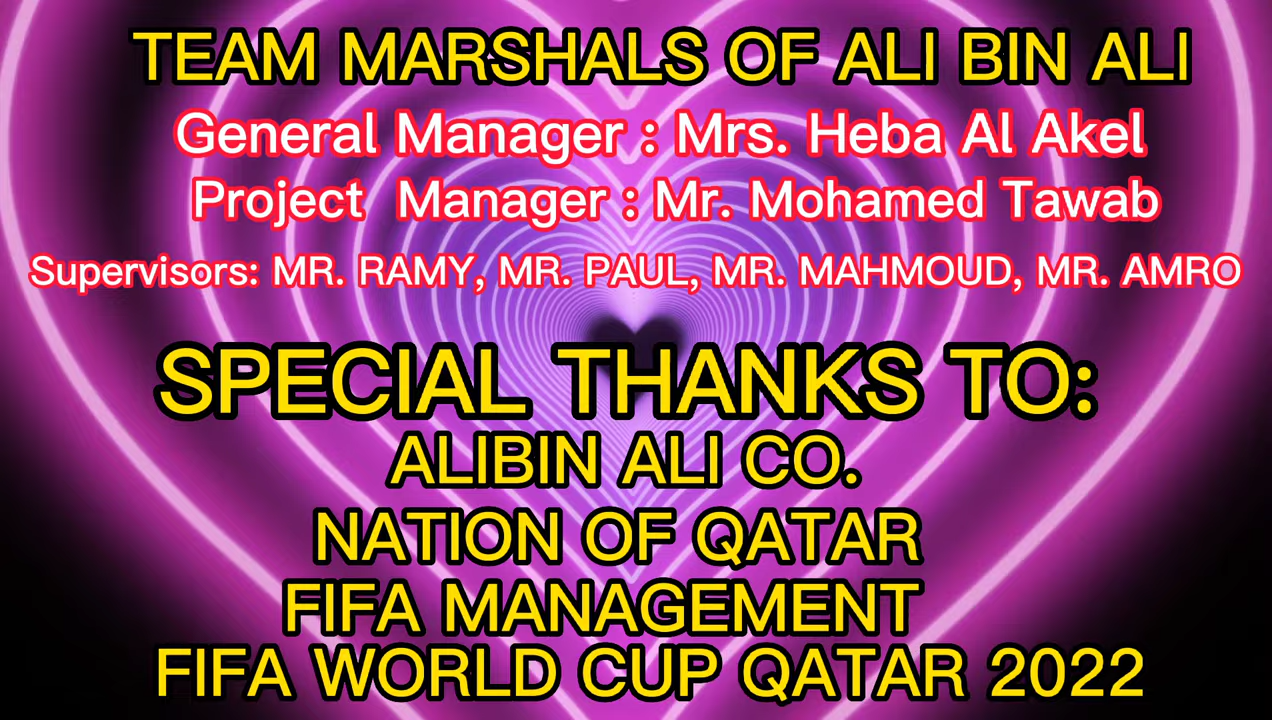 TEAM MARSHALS OF ALI BIN ALI
General Manager : Mrs. Heba Al Akel
Project Manager : Mr. Mohamed Tawab
Supervisors: MR. RAMY, MR. PAUL, MR. MAHMOUD, MR. AMRO
SPECIAL THANKS TO:
ALIBIN ALI CO.
NATION OF QATAR
FIFA MANAGEMENT
FIFA WORLD CUP QATAR 2022